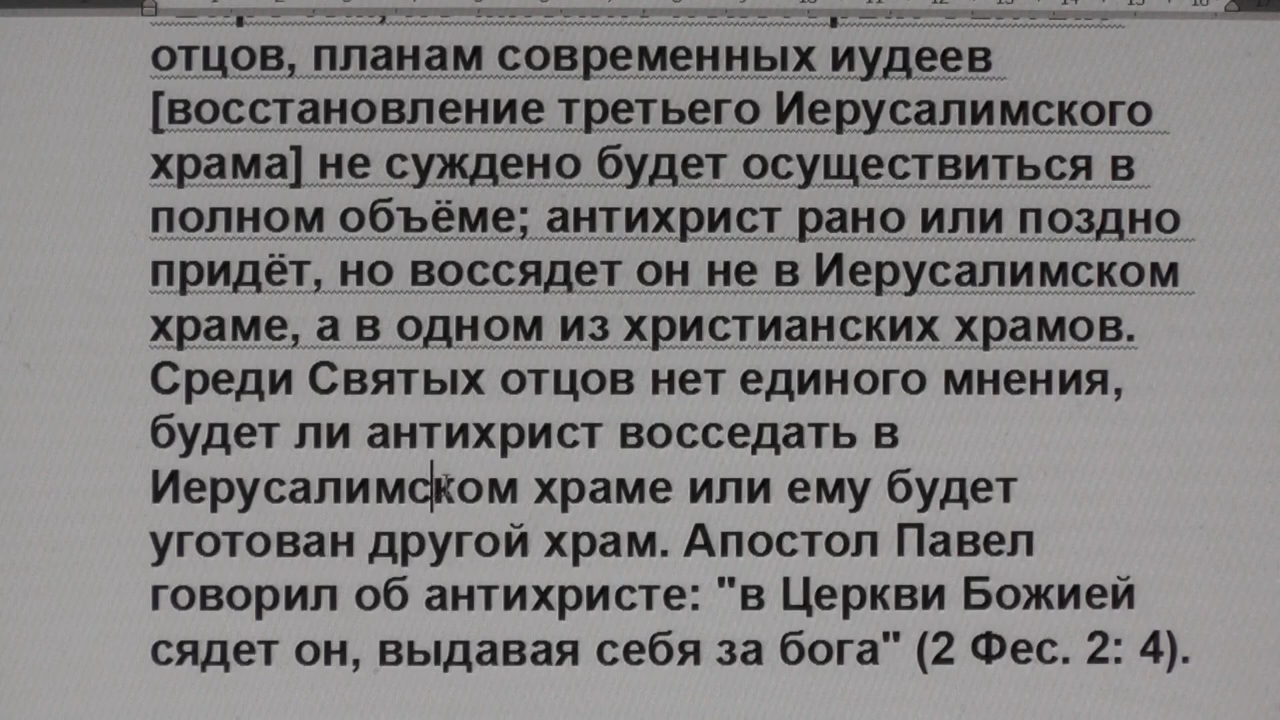 отцов, планам современных иудеев
[восстановление третьего Иерусалимского
храма] не суждено будет осуществиться в
полном объёме; антихрист рано или поздно
придёт, но воссядет он не в Иерусалимском
храме, а в одном из христианских храмов.
Среди Святых отцов нет единого мнения,
будет ли антихрист восседать в
Иерусалимском храме или ему будет
уготован другой храм. Апостол Павел
говорил об антихристе: "в Церкви Божией
сядет он, выдавая себя за бога" (2 Фес. 2: 4).